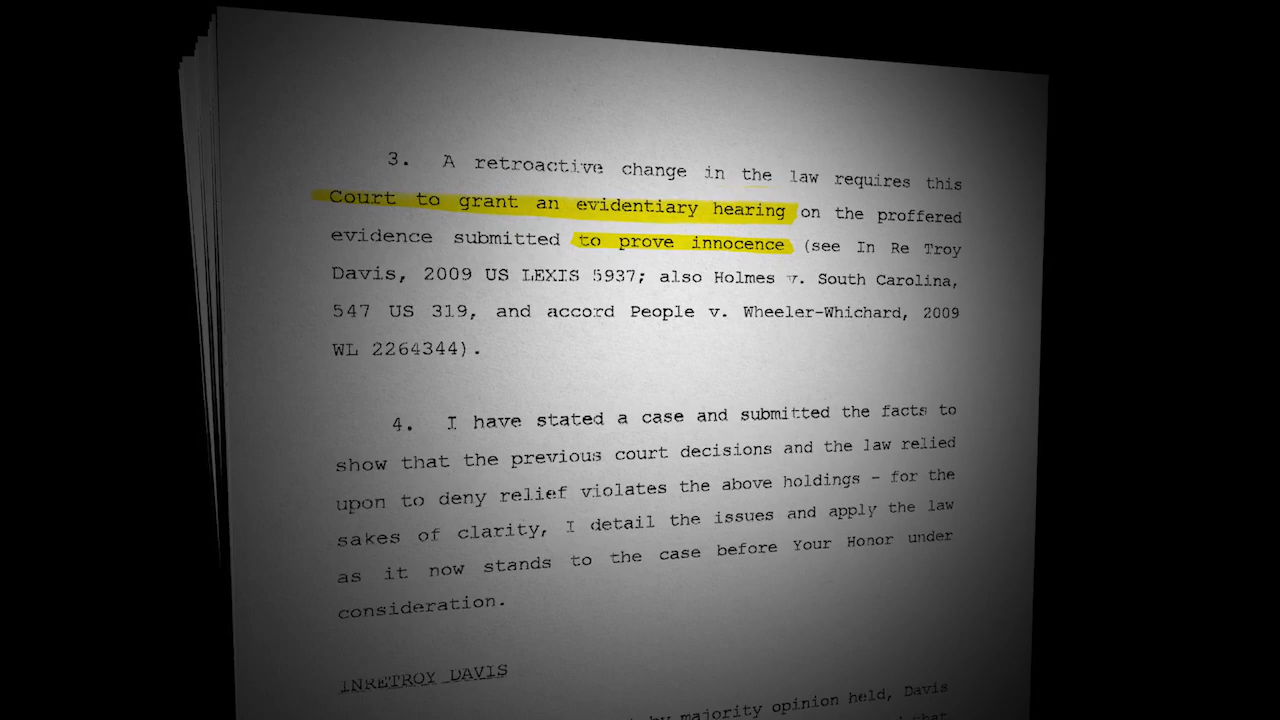 3. A retroactive change in the law requires this
Court to grant an evidentiary hearing on the proffered
evidence submitted to prove innocence (see In Re Troy
Davis, 2009 US LEXIS 5937; also Holmes v. South Carolina,
547 US 319, and accord People v. Wheeler-Whichard, 2009
WL 2264344).
4. I have stated a case and submitted the facts to
show that the previous court decisions and the law relied
upon to deny relief violates the above holdings - for the
sakes of clarity, I detail the issues and apply the law
as it now stands to the case before Your Honor under
consideration.
INRETROY DAVIS
by majority opinion held, Davis